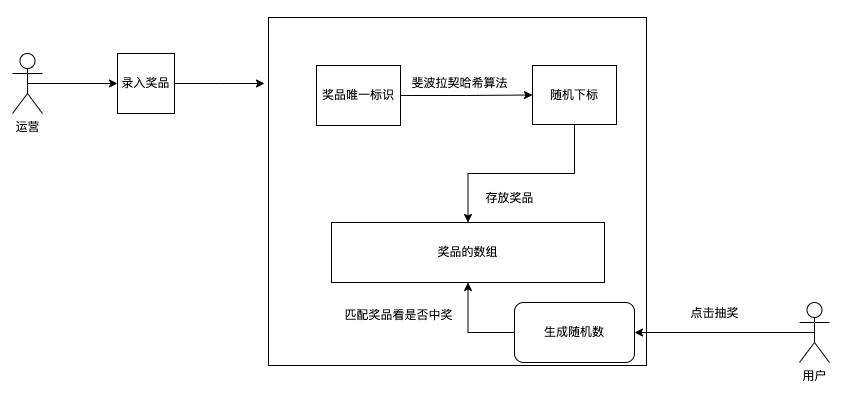 运营
录入奖品
奖品唯一标识
斐波拉契哈希算法
随机下标
存放奖品
奖品的数组
匹配奖品看是否中奖
生成随机数
点击抽奖
用户